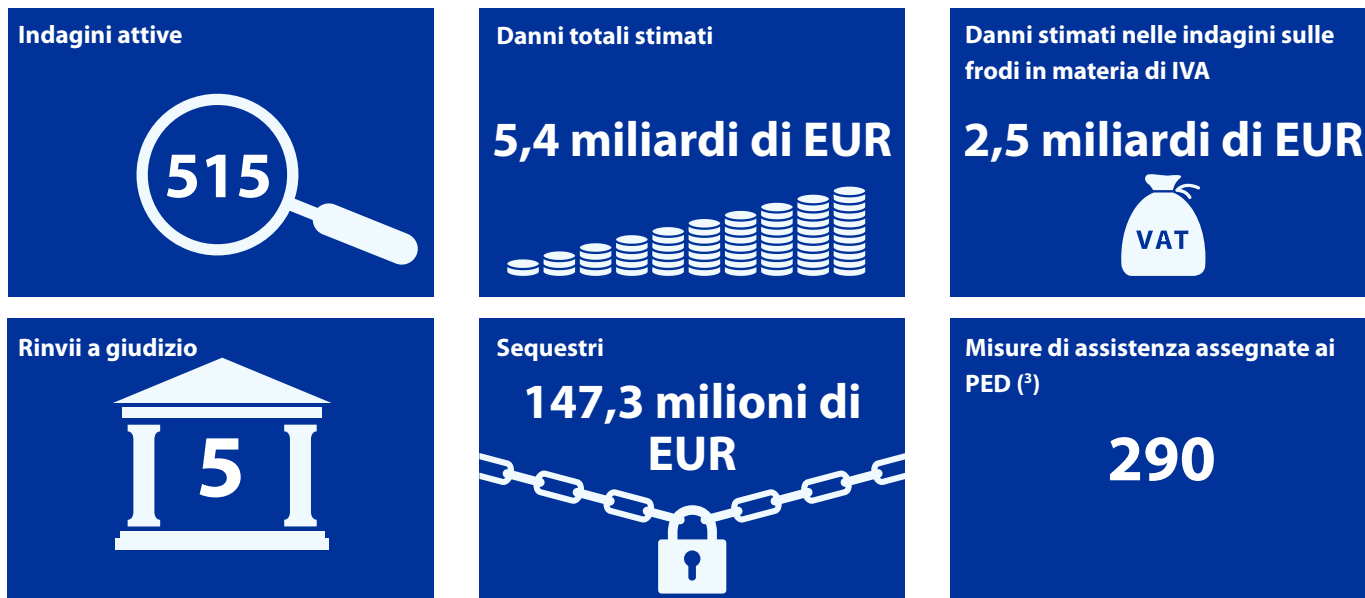 Indagini attive
515
Danni totali stimati
5,4 miliardi di EUR
Danni stimati nelle indagini sulle
frodi in materia di IVA
2,5 miliardi di EUR
VAT
Rinvii a giudizio
5
Sequestri
147,3 milioni di
EUR
Misure di assistenza assegnate ai
PED (³)
290